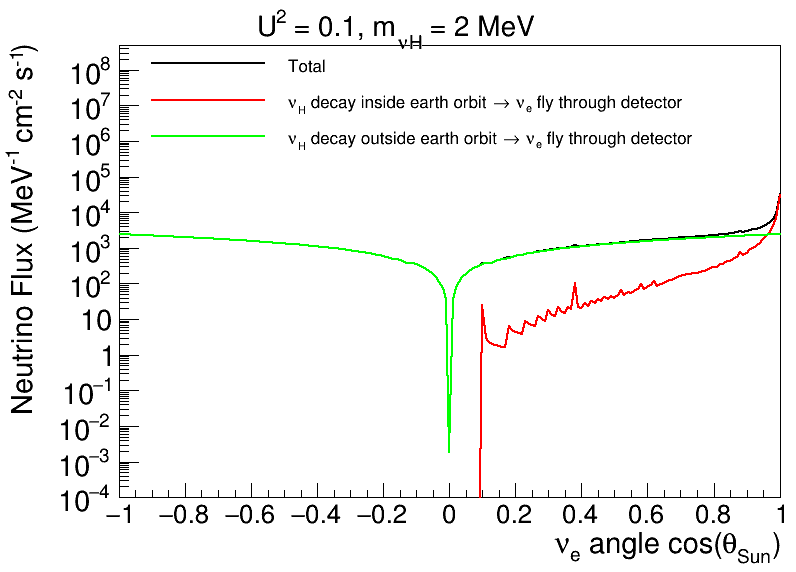 U² = 0.1, m_νH = 2 MeV
Neutrino Flux (MeV⁻¹ cm⁻² s⁻¹)
Total
ν_H decay inside earth orbit → ν_e fly through detector
ν_H decay outside earth orbit → ν_e fly through detector
10⁸
10⁷
10⁶
10⁵
10⁴
10³
10²
10
1
10⁻¹
10⁻²
10⁻³
10⁻⁴
−1 −0.8 −0.6 −0.4 −0.2 0 0.2 0.4 0.6 0.8 1
ν_e angle cos(θ_Sun)